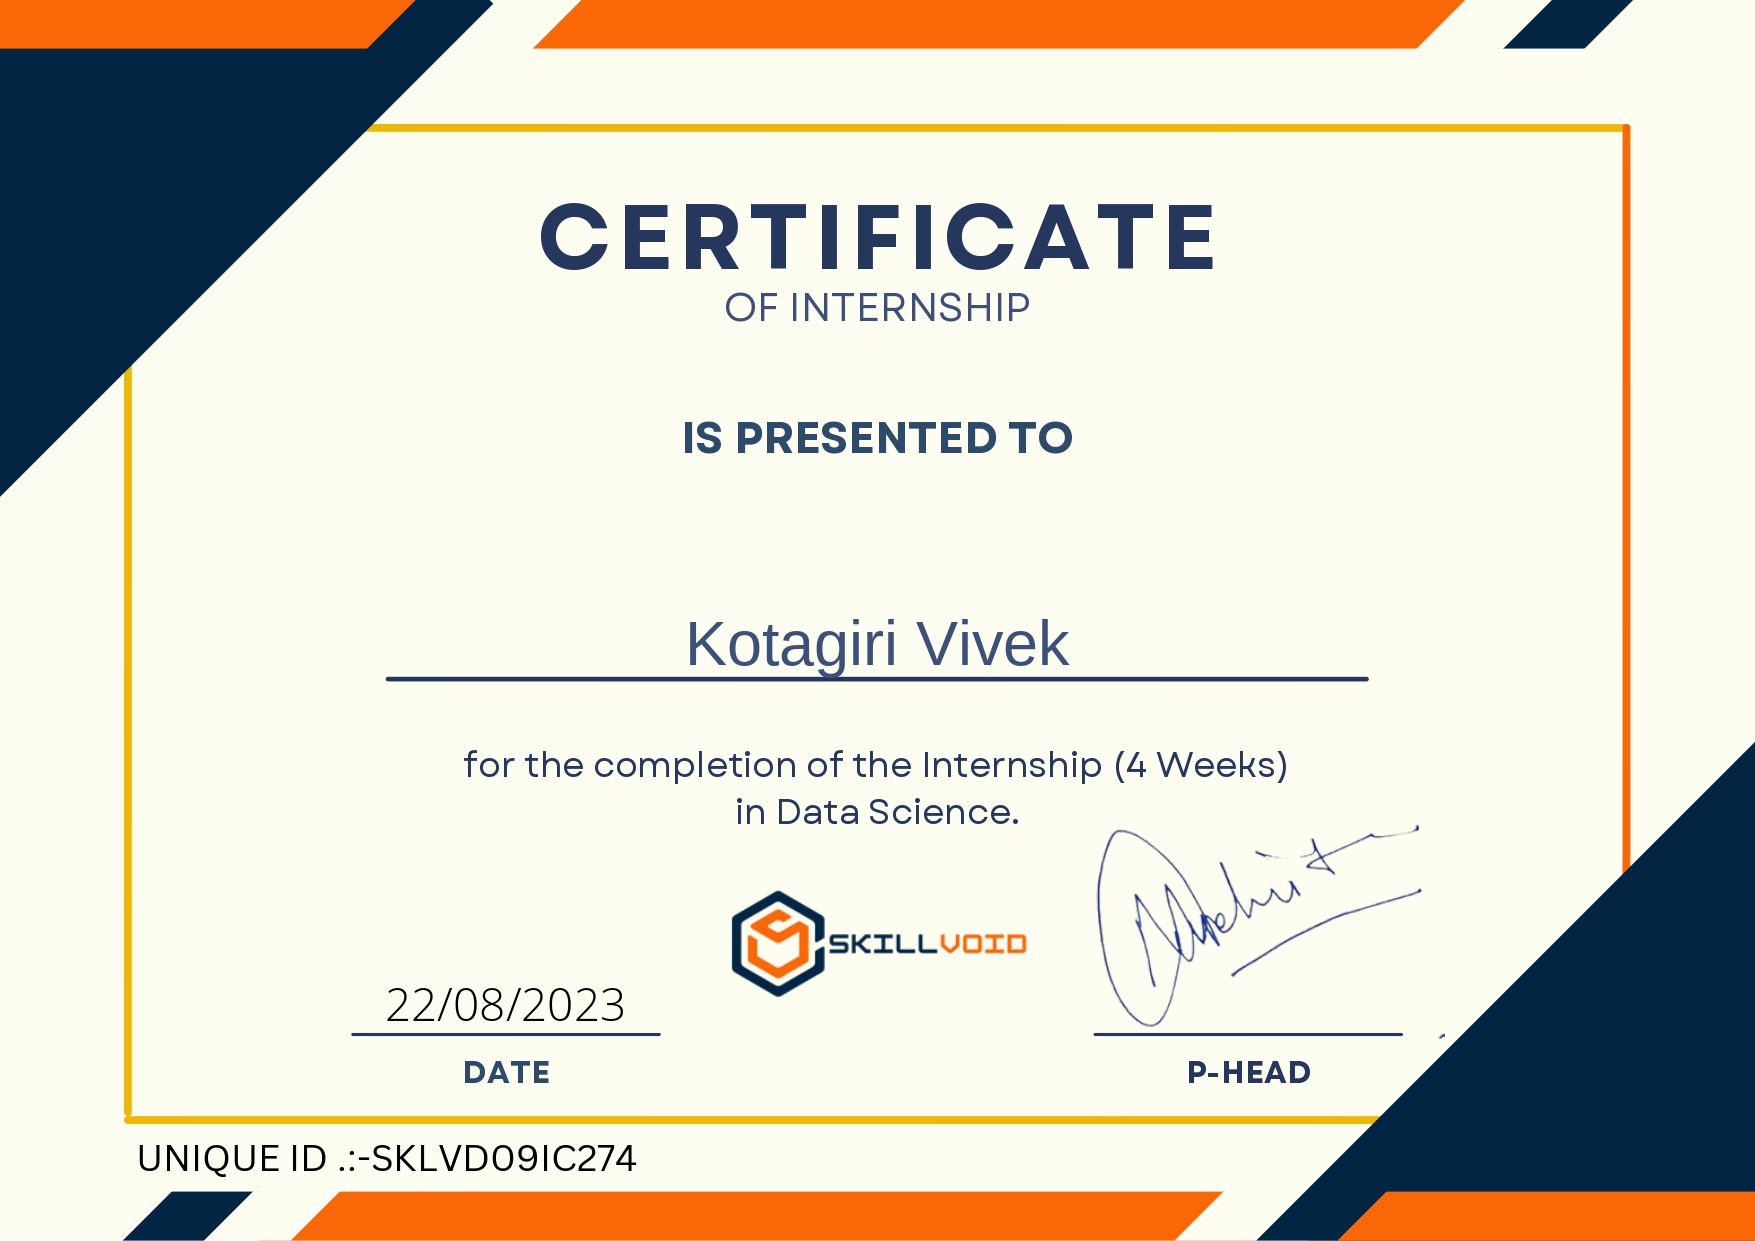 CERTIFICATE
OF INTERNSHIP
IS PRESENTED TO
Kotagiri Vivek
for the completion of the Internship (4 Weeks)
in Data Science.
SKILLVOID
22/08/2023
DATE
P-HEAD
UNIQUE ID .:-SKLVD09IC274